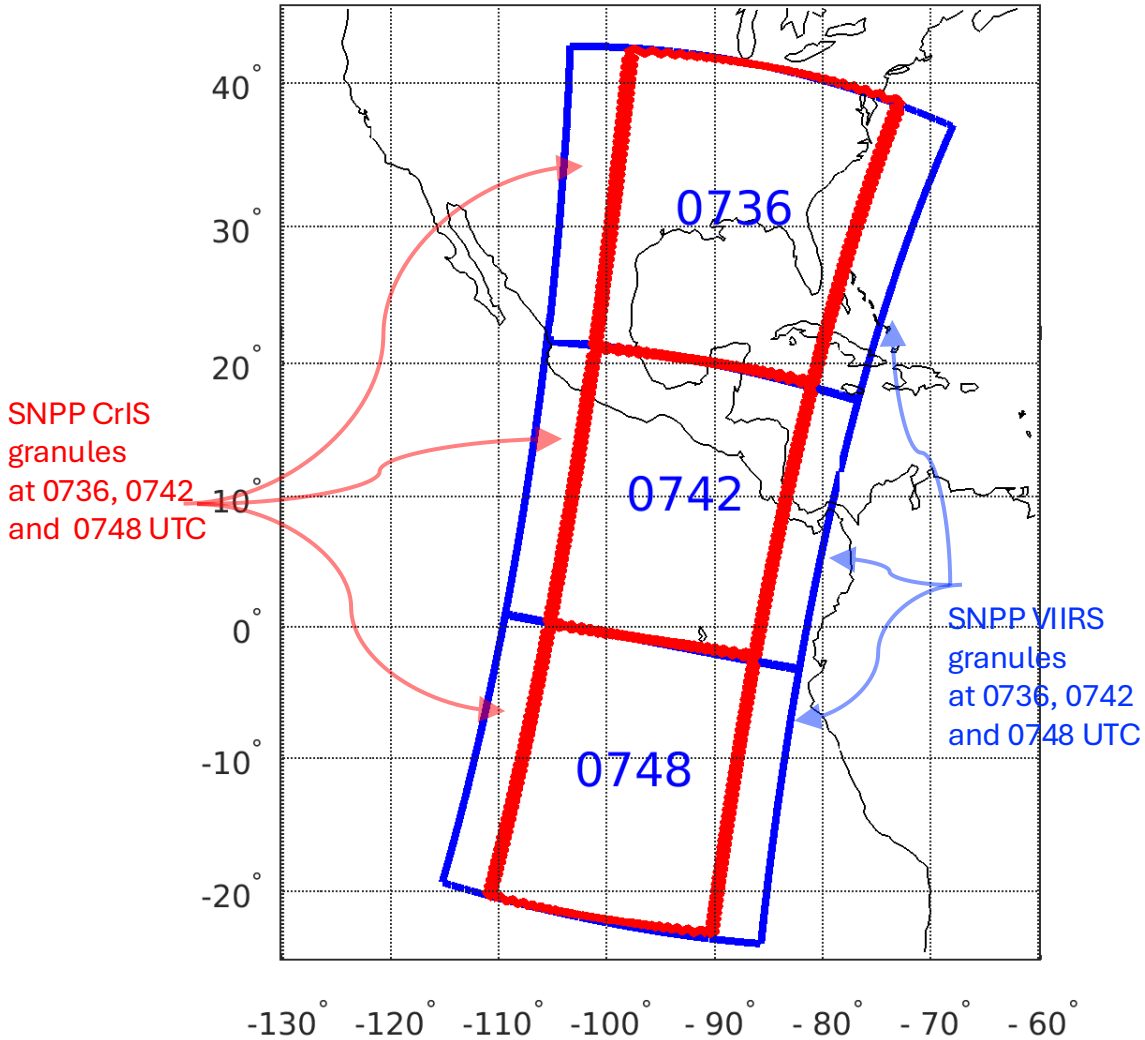 40°
30°
0736
20°
SNPP CrIS
granules
at 0736, 0742
and 0748 UTC
10°
0742
0°
SNPP VIIRS
granules
at 0736, 0742
and 0748 UTC
-10°
0748
-20°
-130° -120° -110° -100° - 90° - 80° - 70° - 60°